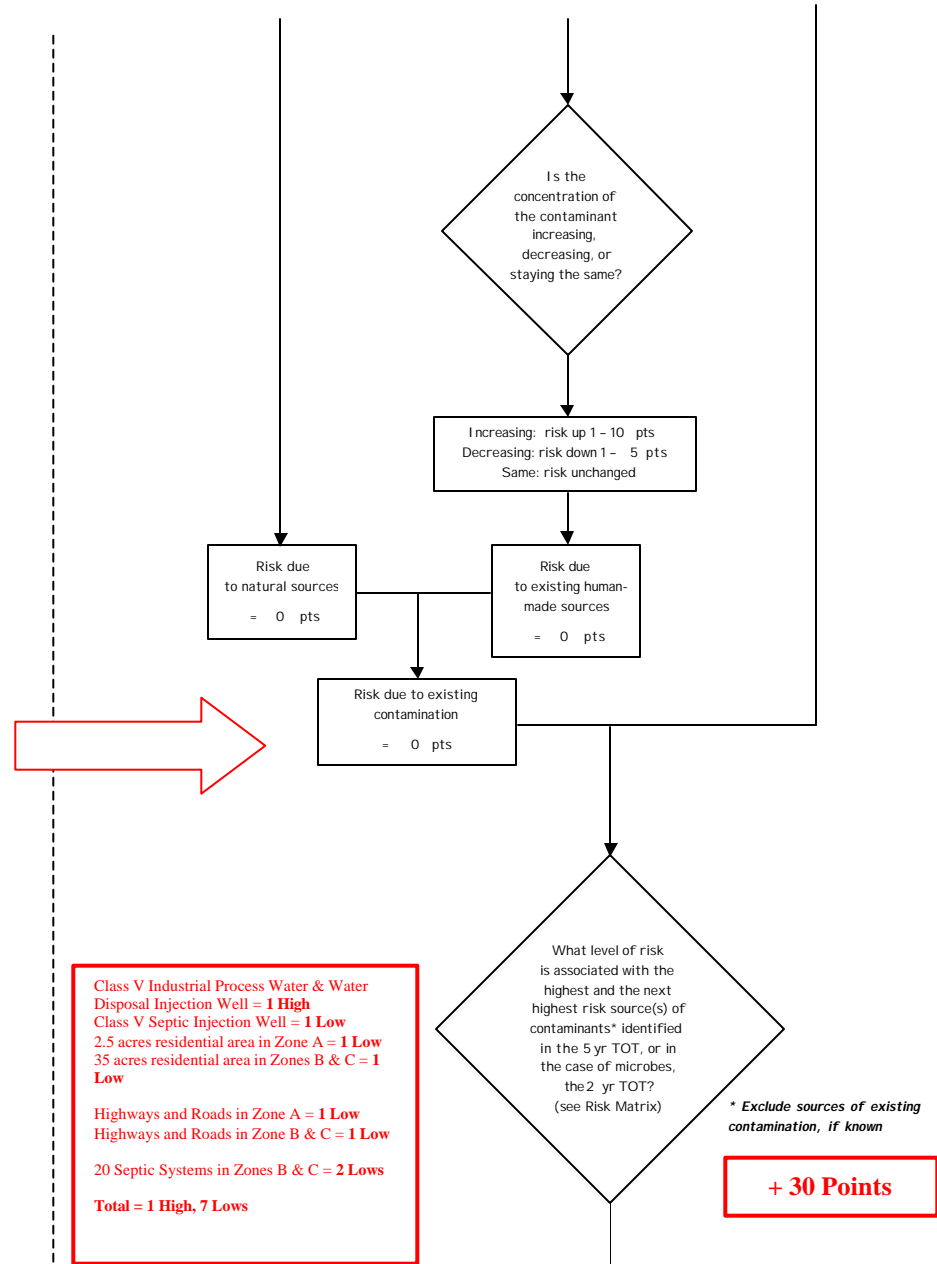 Is the
concentration of
the contaminant
increasing,
decreasing, or
staying the same?
Increasing: risk up 1 – 10 pts
Decreasing: risk down 1 – 5 pts
Same: risk unchanged
Risk due
to natural sources
= 0 pts
Risk due
to existing human-
made sources
= 0 pts
Risk due to existing
contamination
= 0 pts
What level of risk
is associated with the
highest and the next
highest risk source(s) of
contaminants* identified
in the 5 yr TOT, or in
the case of microbes,
the 2 yr TOT?
(see Risk Matrix)
* Exclude sources of existing
contamination, if known
+ 30 Points
Class V Industrial Process Water & Water
Disposal Injection Well = 1 High
Class V Septic Injection Well = 1 Low
2.5 acres residential area in Zone A = 1 Low
35 acres residential area in Zones B & C = 1
Low
Highways and Roads in Zone A = 1 Low
Highways and Roads in Zone B & C = 1 Low
20 Septic Systems in Zones B & C = 2 Lows
Total = 1 High, 7 Lows